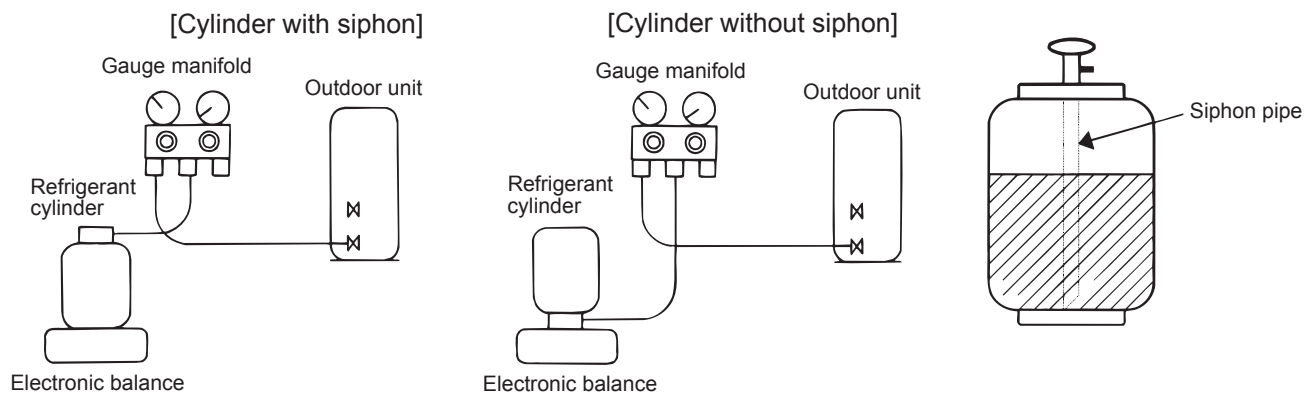 [Cylinder with siphon]
Gauge manifold
Outdoor unit
Refrigerant
cylinder
Electronic balance
[Cylinder without siphon]
Gauge manifold
Outdoor unit
Refrigerant
cylinder
Electronic balance
Siphon pipe